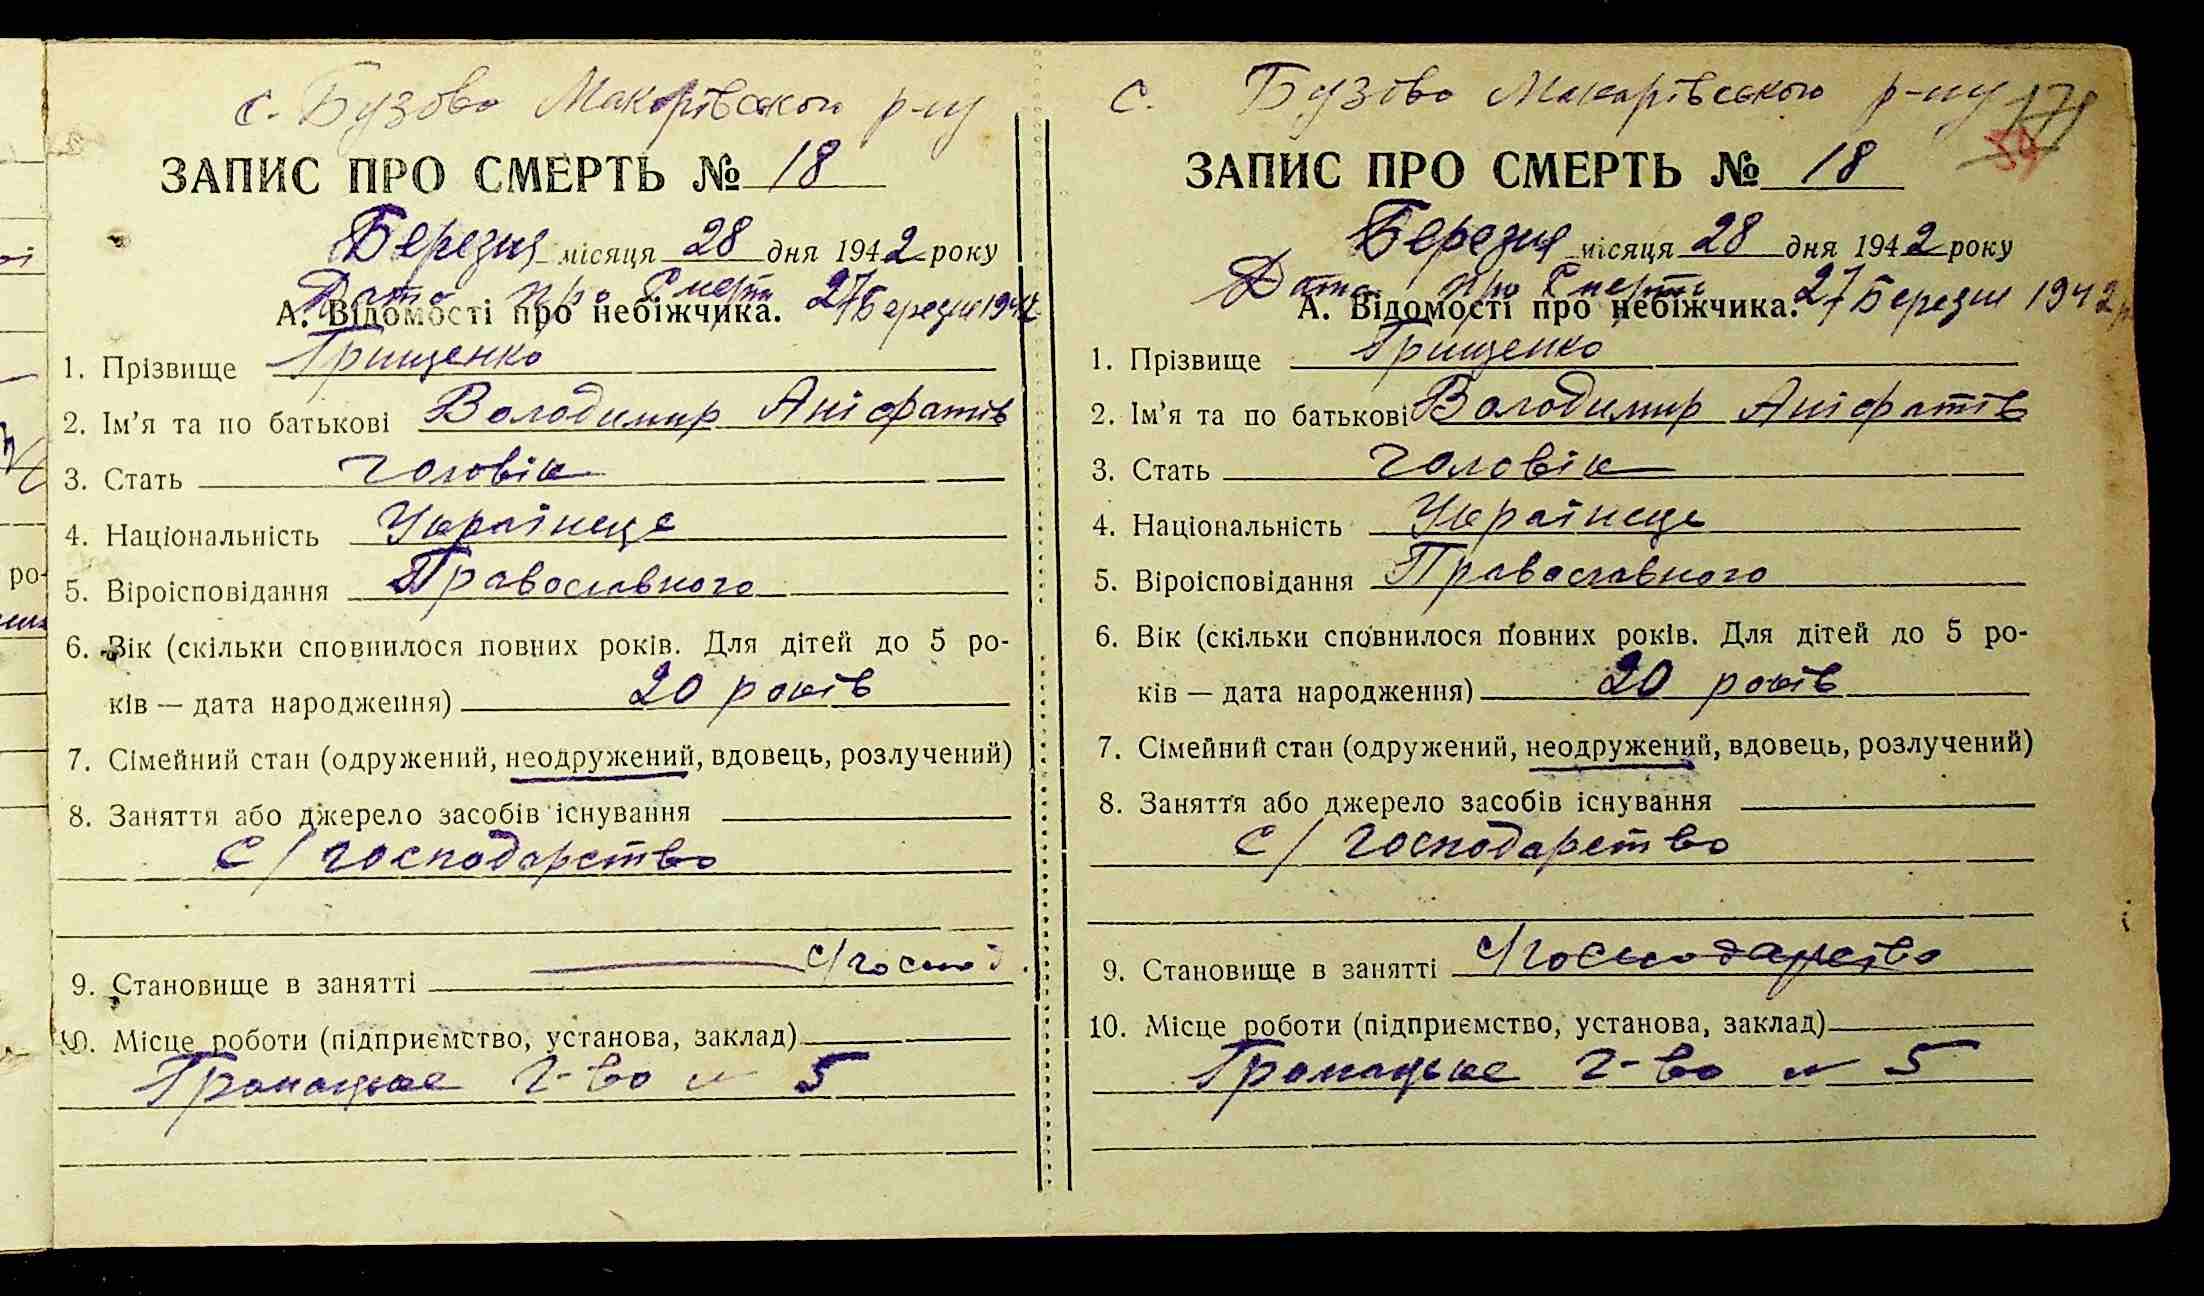 с. Бузово Макарівського р-ну
ЗАПИС ПРО СМЕРТЬ № 18
Березня місяця 28 дня 1942 року
Дата про Смерть 27 Березня 1942
А. Відомості про небіжчика.
1. Прізвище Грищенко
2. Ім'я та по батькові Володимир Аніфатів
3. Стать Чоловік
4. Національність Українець
5. Віроісповідання Православного
6. Вік (скільки сповнилося повних років. Для дітей до 5 ро-
ків — дата народження) 20 років
7. Сімейний стан (одружений, неодружений, вдовець, розлучений)
8. Заняття або джерело засобів існування
С/господарство
9. Становище в занятті С/господ.
10. Місце роботи (підприємство, установа, заклад)
Громадське г-во № 5
с. Бузово Макарівського р-ну
ЗАПИС ПРО СМЕРТЬ № 18
Березня місяця 28 дня 1942 року
Дата про Смерть 27 Березня 1942 р
А. Відомості про небіжчика.
1. Прізвище Грищенко
2. Ім'я та по батькові Володимир Аніфатів
3. Стать Чоловік
4. Національність Українець
5. Віроісповідання Православного
6. Вік (скільки сповнилося повних років. Для дітей до 5 ро-
ків — дата народження) 20 років
7. Сімейний стан (одружений, неодружений, вдовець, розлучений)
8. Заняття або джерело засобів існування
С/господарство
9. Становище в занятті С/господарство
10. Місце роботи (підприємство, установа, заклад)
Громадське г-во № 5